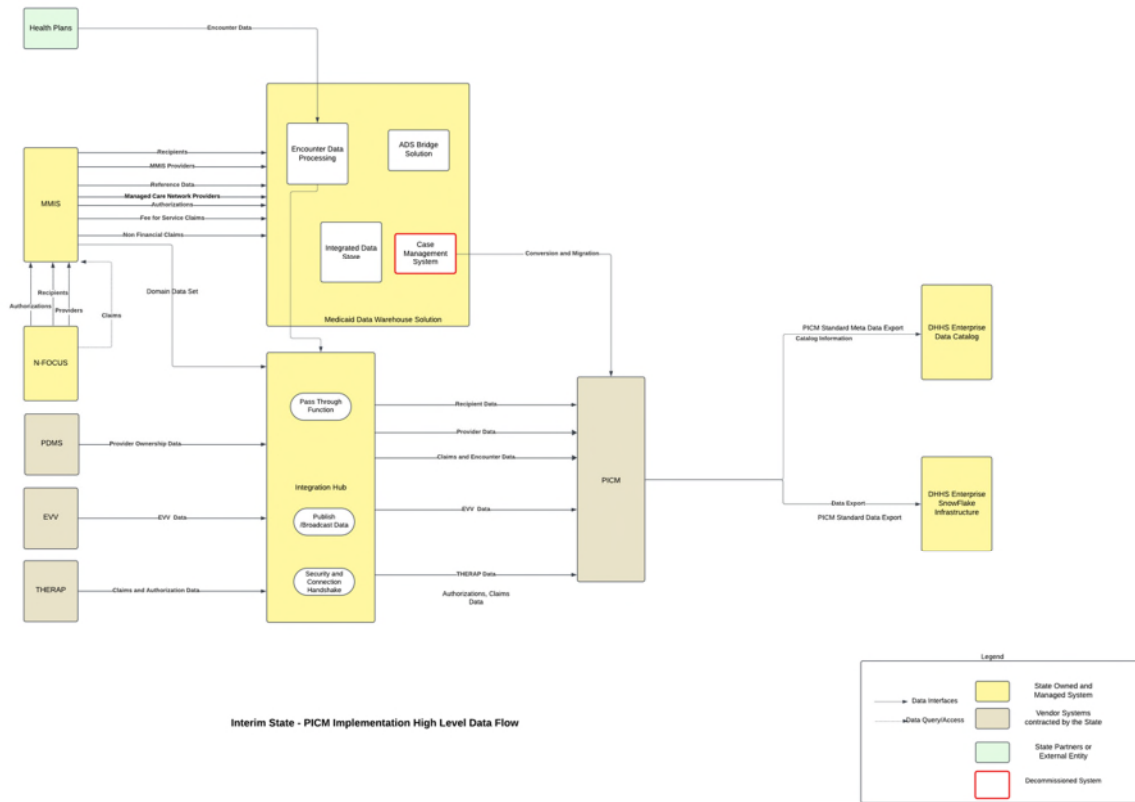 Health Plans
Encounter Data
Encounter Data
Processing
ADS Bridge
Solution
MMIS
Recipients
MMIS Providers
Reference Data
Managed Care Network Providers
Authorizations
Fee for Service Claims
Non Financial Claims
Integrated Data
Store
Case
Management
System
Conversion and Migration
Domain Data Set
Medicaid Data Warehouse Solution
Authorizations
Recipients
Providers
Claims
N-FOCUS
PDMS
Provider Ownership Data
EVV
EVV Data
THERAP
Claims and Authorization Data
Pass Through
Function
Integration Hub
Publish
/Broadcast Data
Security and
Connection
Handshake
Recipient Data
Provider Data
Claims and Encounter Data
EVV Data
THERAP Data
Authorizations, Claims
Data
PICM
PICM Standard Meta Data Export
Catalog Information
DHHS Enterprise
Data Catalog
Data Export
PICM Standard Data Export
DHHS Enterprise
SnowFlake
Infrastructure
Interim State - PICM Implementation High Level Data Flow
Legend
Data Interfaces
Data Query/Access
State Owned and
Managed System
Vendor Systems
contracted by the State
State Partners or
External Entity
Decommissioned System